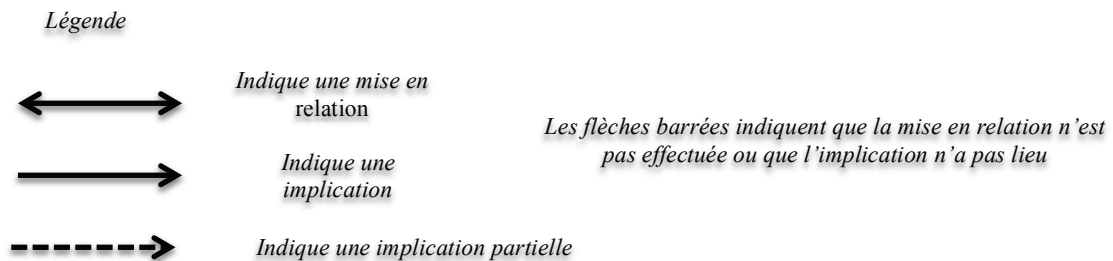 Légende
Indique une mise en
relation
Les flèches barrées indiquent que la mise en relation n'est
pas effectuée ou que l'implication n'a pas lieu
Indique une
implication
Indique une implication partielle